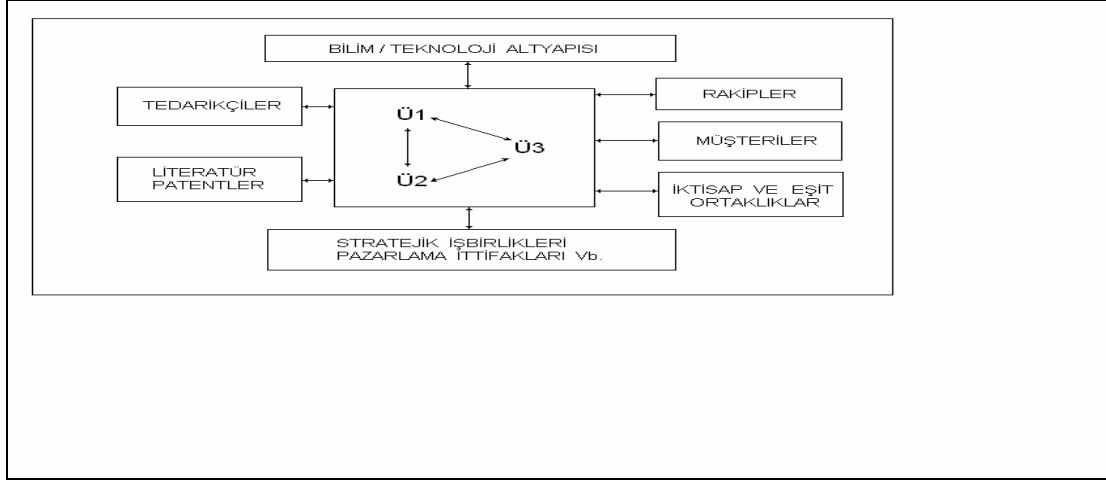 BİLİM / TEKNOLOJİ ALTYAPISI
TEDARİKÇİLER
RAKİPLER
Ü1
Ü3
MÜŞTERİLER
LİTERATÜR
PATENTLER
Ü2
İKTİSAP VE EŞİT
ORTAKLIKLAR
STRATEJİK İŞBİRLİKLERİ
PAZARLAMA İTTİFAKLARI Vb.